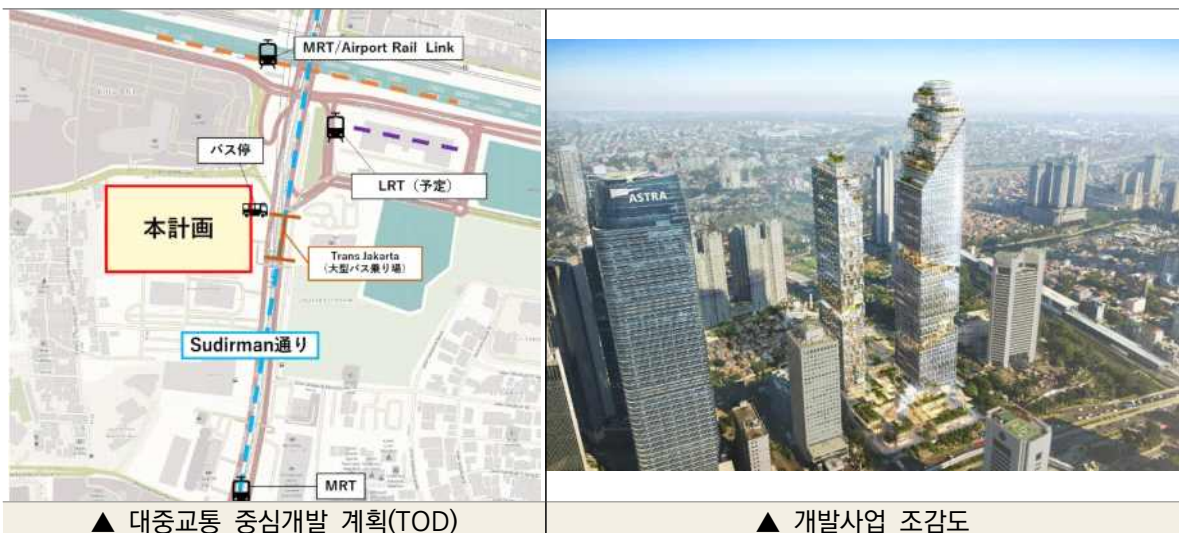 MRT/Airport Rail Link
バス停
LRT（予定）
本計画
Trans Jakarta
（大型バス乗り場）
Sudirman通り
MRT
ASTRA
▲ 대중교통 중심개발 계획(TOD)
▲ 개발사업 조감도